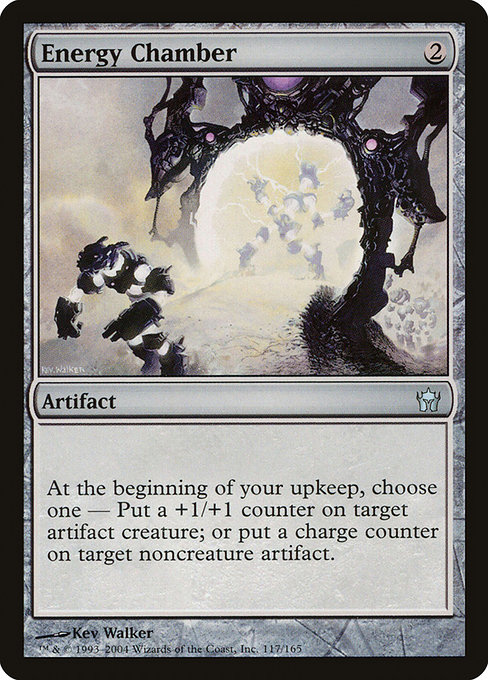 Energy Chamber 2
KEV WALKER
Artifact
At the beginning of your upkeep, choose
one — Put a +1/+1 counter on target
artifact creature; or put a charge counter
on target noncreature artifact.
Kev Walker
™ & © 1993–2004 Wizards of the Coast, Inc. 117/165